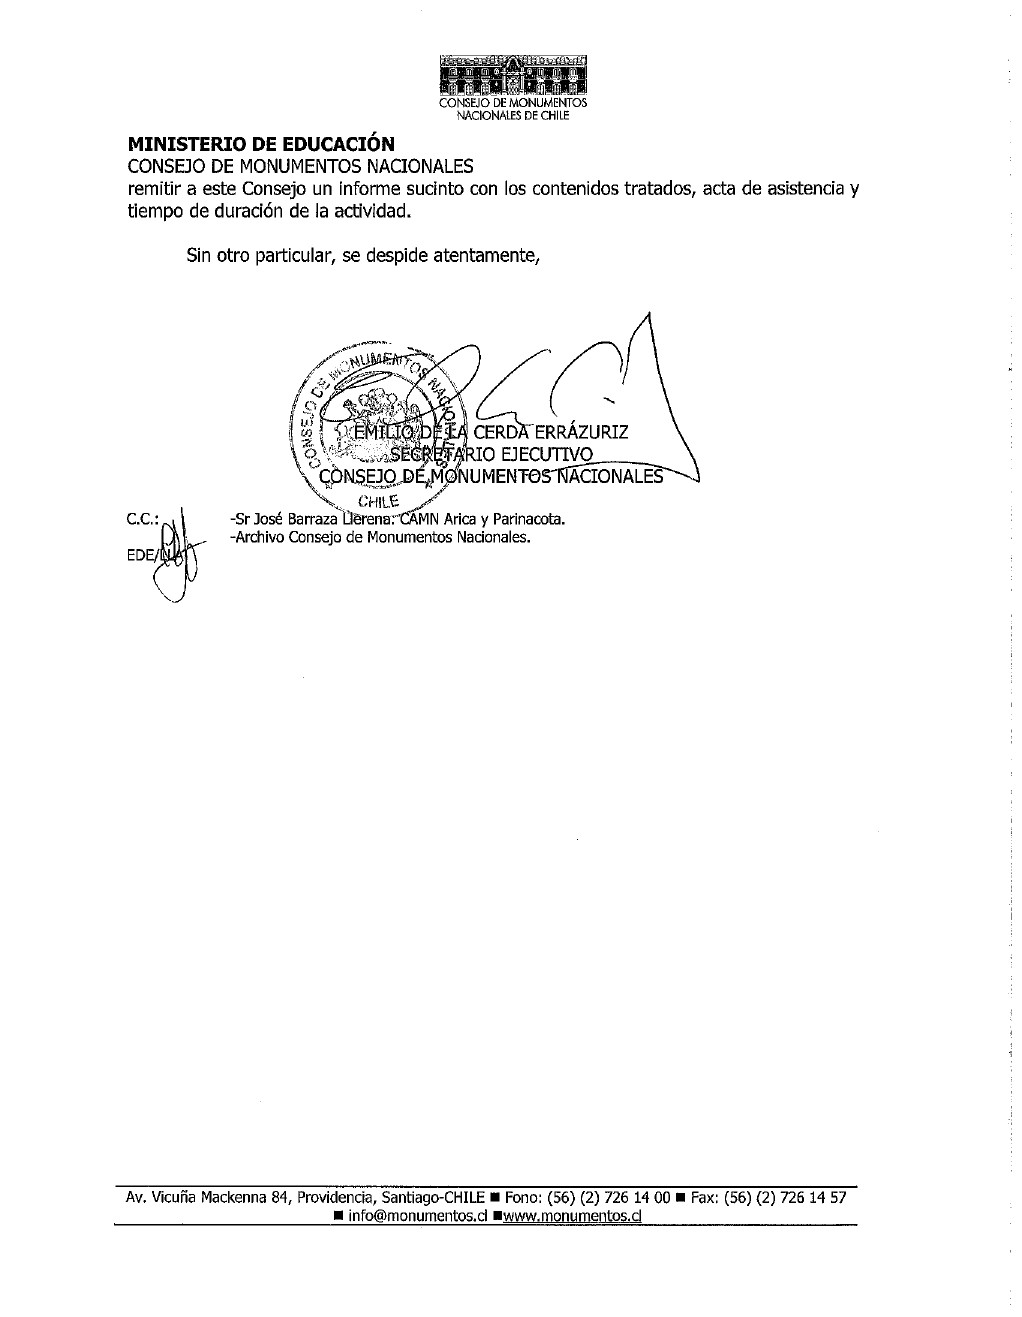 CONSEJO DE MONUMENTOS
NACIONALES DE CHILE
MINISTERIO DE EDUCACIÓN
CONSEJO DE MONUMENTOS NACIONALES
remitir a este Consejo un informe sucinto con los contenidos tratados, acta de asistencia y
tiempo de duración de la actividad.
Sin otro particular, se despide atentamente,
CONSEJO DE MONUMENTOS NACIONALES
CHILE
EMILIO DE LA CERDA ERRÁZURIZ
SECRETARIO EJECUTIVO
CONSEJO DE MONUMENTOS NACIONALES
C.C.: -Sr José Barraza Llerena. CAMN Arica y Parinacota.
-Archivo Consejo de Monumentos Nacionales.
EDE/
Av. Vicuña Mackenna 84, Providencia, Santiago-CHILE ■ Fono: (56) (2) 726 14 00 ■ Fax: (56) (2) 726 14 57
■ info@monumentos.cl ■www.monumentos.cl